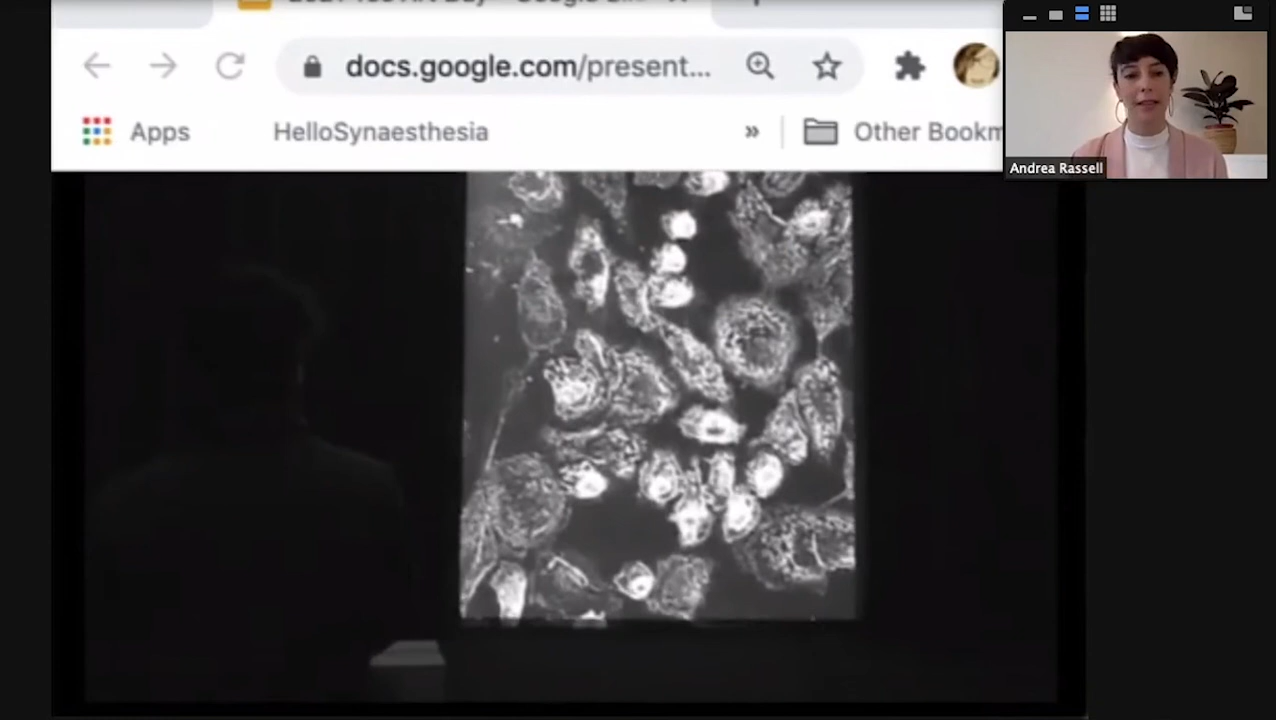 docs.google.com/present...
Apps
HelloSynaesthesia
»
Other Bookm
Andrea Rassell